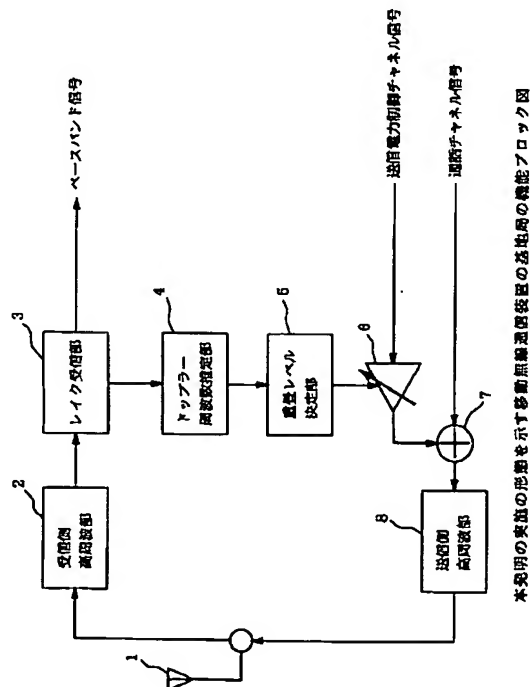 1
2
受信側
高周波部
3
レイク受信部
ベースバンド信号
4
ドップラー
周波数推定部
5
重畳レベル
決定部
6
送信電力制御チャネル信号
通話チャネル信号
7
8
送信側
高周波部
本発明の実施の形態を示す移動無線通信装置の基地局の機能ブロック図